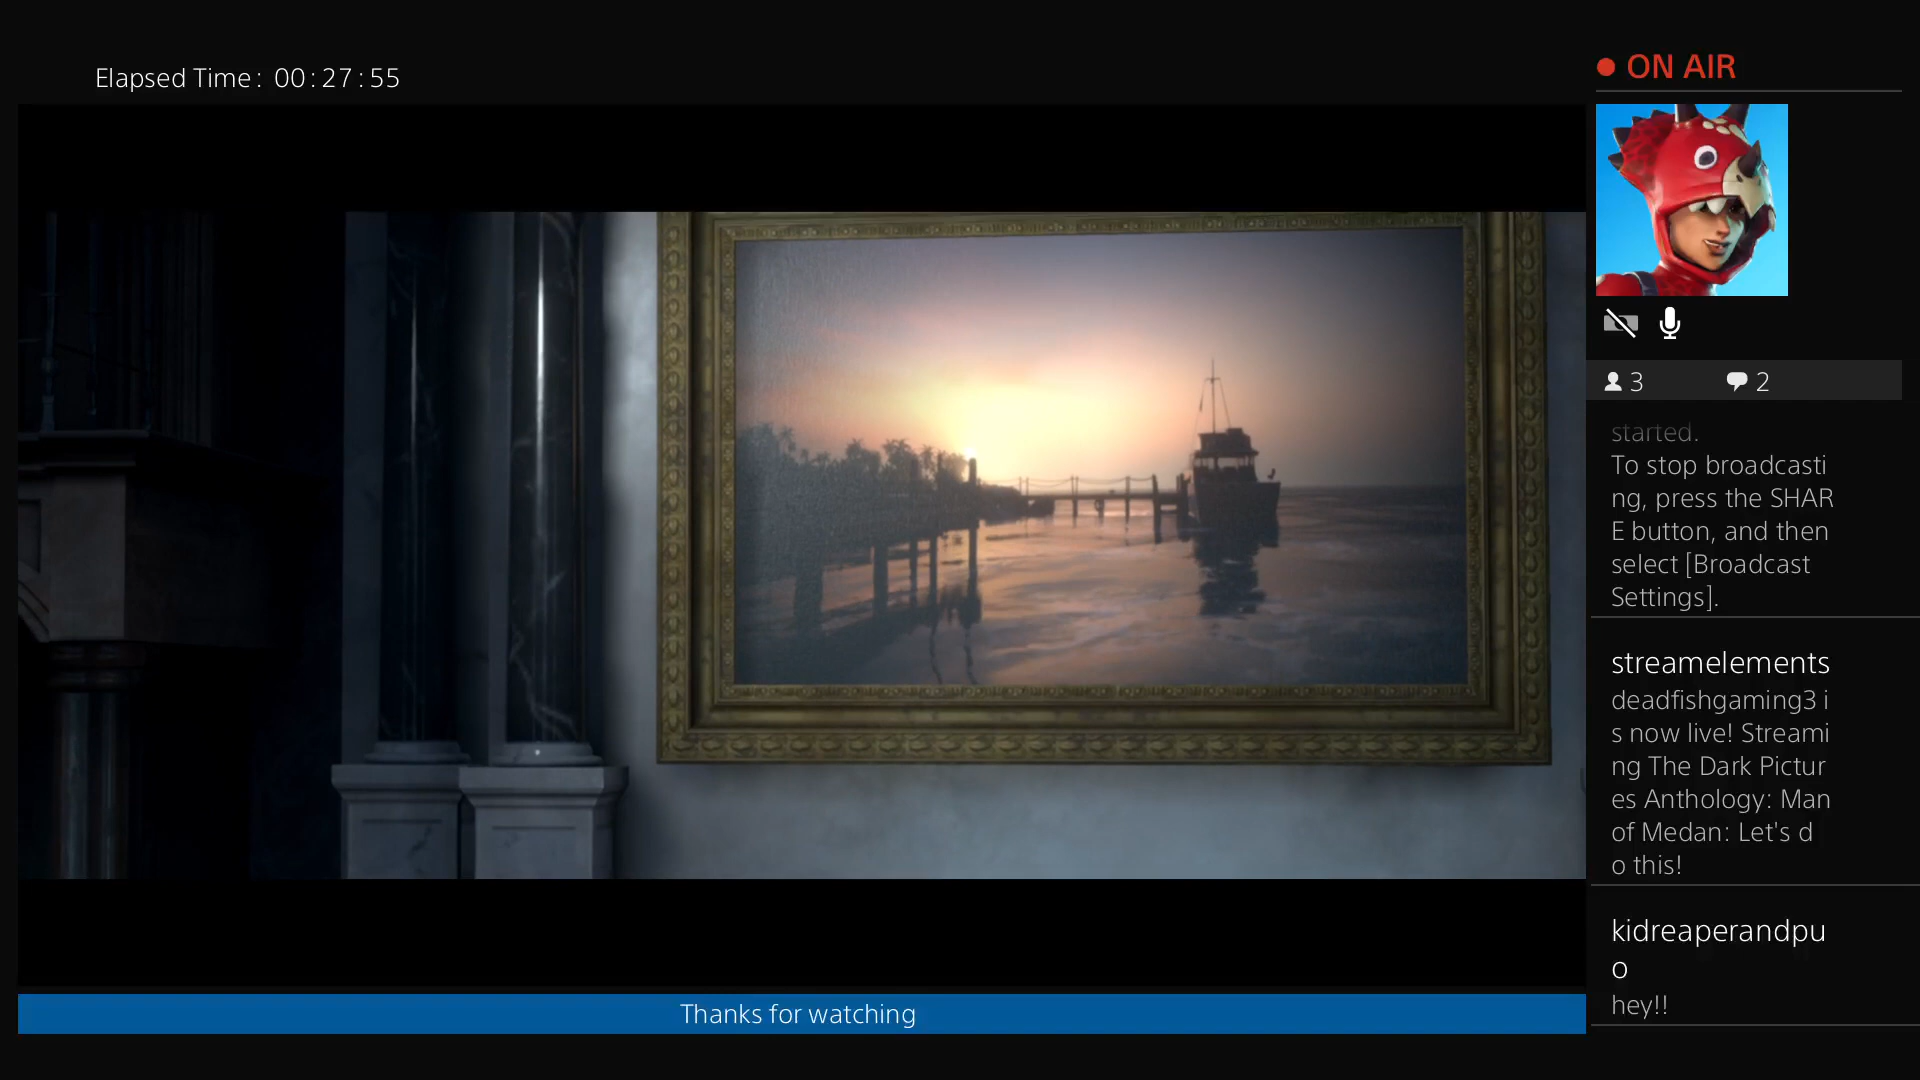 Elapsed Time: 00:27:55
ON AIR
3
2
started.
To stop broadcasti
ng, press the SHAR
E button, and then
select [Broadcast
Settings].
streamelements
deadfishgaming3 i
s now live! Streami
ng The Dark Pictur
es Anthology: Man
of Medan: Let's d
o this!
kidreaperandpu
o
hey!!
Thanks for watching